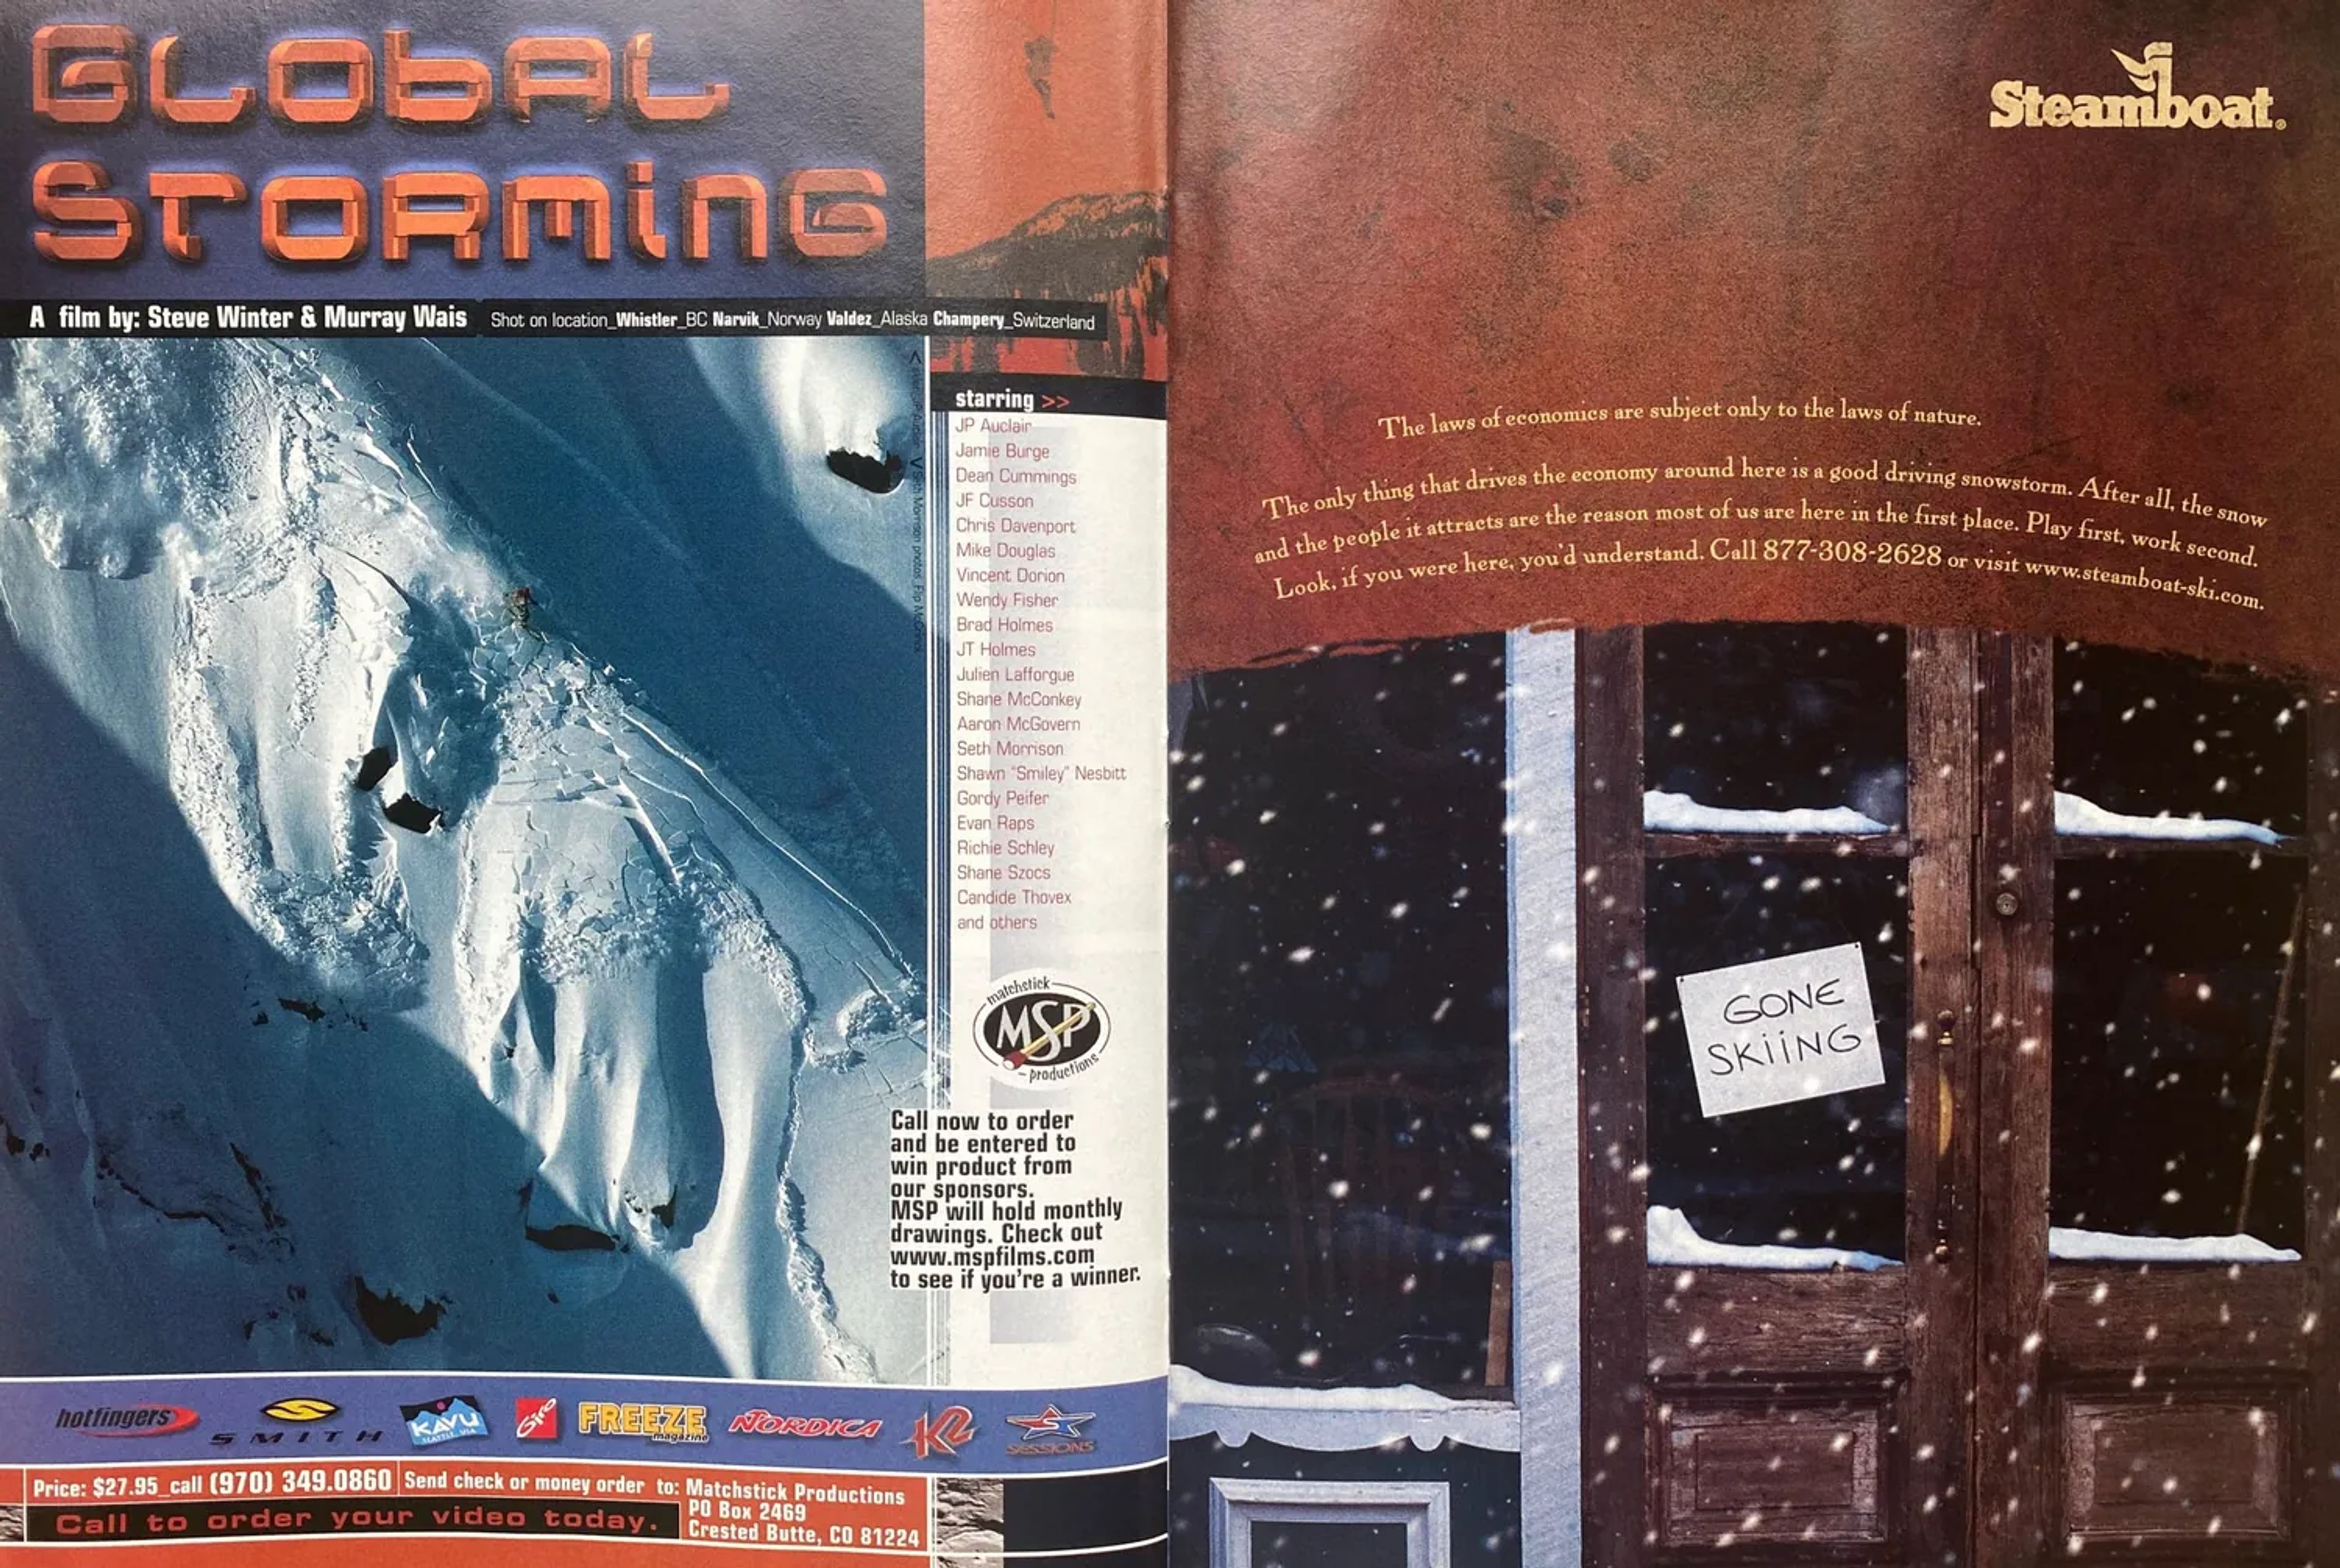 GLOBAL
STORMING
A film by: Steve Winter & Murray Wais
Shot on location_Whistler_BC Narvik_Norway Valdez_Alaska Champery_Switzerland
starring >>
JP Auclair
Jamie Burge
Dean Cummings
JF Cusson
Chris Davenport
Mike Douglas
Vincent Dorion
Wendy Fisher
Brad Holmes
JT Holmes
Julien Lafforgue
Shane McConkey
Aaron McGovern
Seth Morrison
Shawn "Smiley" Nesbitt
Gordy Peifer
Evan Raps
Richie Schley
Shane Szocs
Candide Thovex
and others
matchstick
MSP
productions
Call now to order
and be entered to
win product from
our sponsors.
MSP will hold monthly
drawings. Check out
www.mspfilms.com
to see if you're a winner.
hotfingers
SMITH
KAVU
SEATTLE, USA
Giro
FREEZE
magazine
NORDICA
K2
SESSIONS
Price: $27.95_call (970) 349.0860
Call to order your video today.
Send check or money order to: Matchstick Productions
PO Box 2469
Crested Butte, CO 81224
Steamboat®
The laws of economics are subject only to the laws of nature.
The only thing that drives the economy around here is a good driving snowstorm. After all, the snow
and the people it attracts are the reason most of us are here in the first place. Play first, work second.
Look, if you were here, you'd understand. Call 877-308-2628 or visit www.steamboat-ski.com.
GONE
SKiiNG